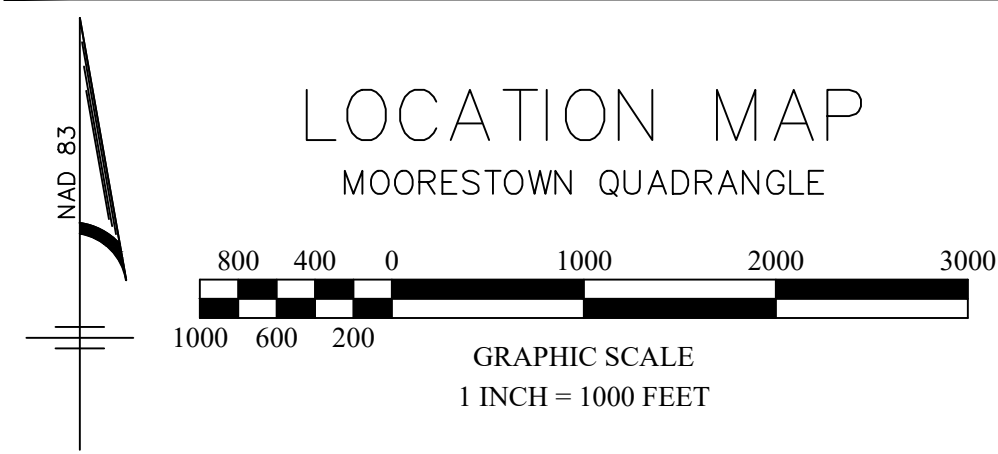 LOCATION MAP
MOORESTOWN QUADRANGLE
NAD 83
800 400 0 1000 2000 3000
1000 600 200
GRAPHIC SCALE
1 INCH = 1000 FEET